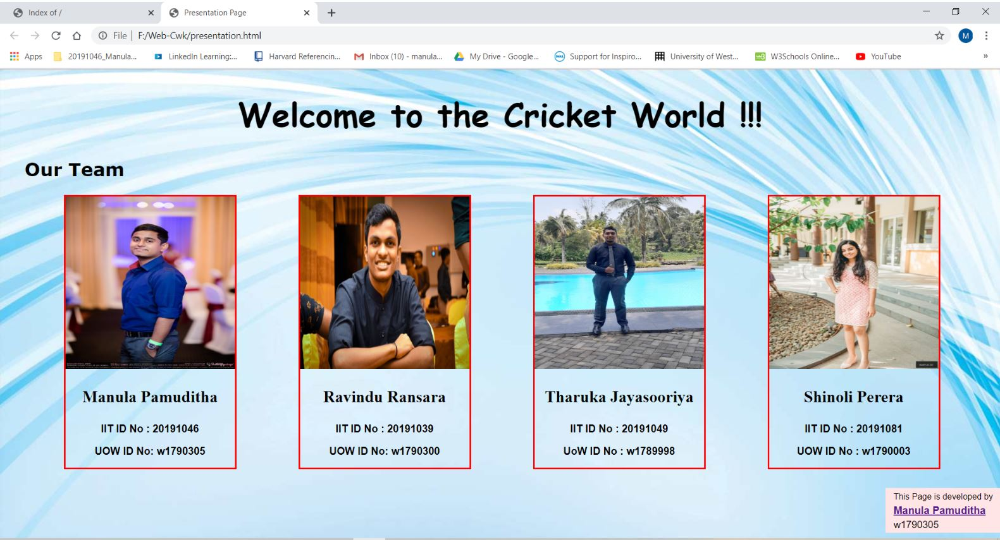 Index of /
Presentation Page
File | F:/Web-Cwk/presentation.html
M
Apps
20191046_Manula...
LinkedIn Learning:...
Harvard Referencin...
Inbox (10) - manula...
My Drive - Google...
DELL
Support for Inspiro...
University of West...
w3
W3Schools Online...
YouTube
»
Welcome to the Cricket World !!!
Our Team
Manula Pamuditha
IIT ID No : 20191046
UOW ID No: w1790305
Ravindu Ransara
IIT ID No : 20191039
UOW ID No: w1790300
Tharuka Jayasooriya
IIT ID No : 20191049
UoW ID No : w1789998
Shinoli Perera
IIT ID No : 20191081
UOW ID No : w1790003
This Page is developed by
Manula Pamuditha
w1790305